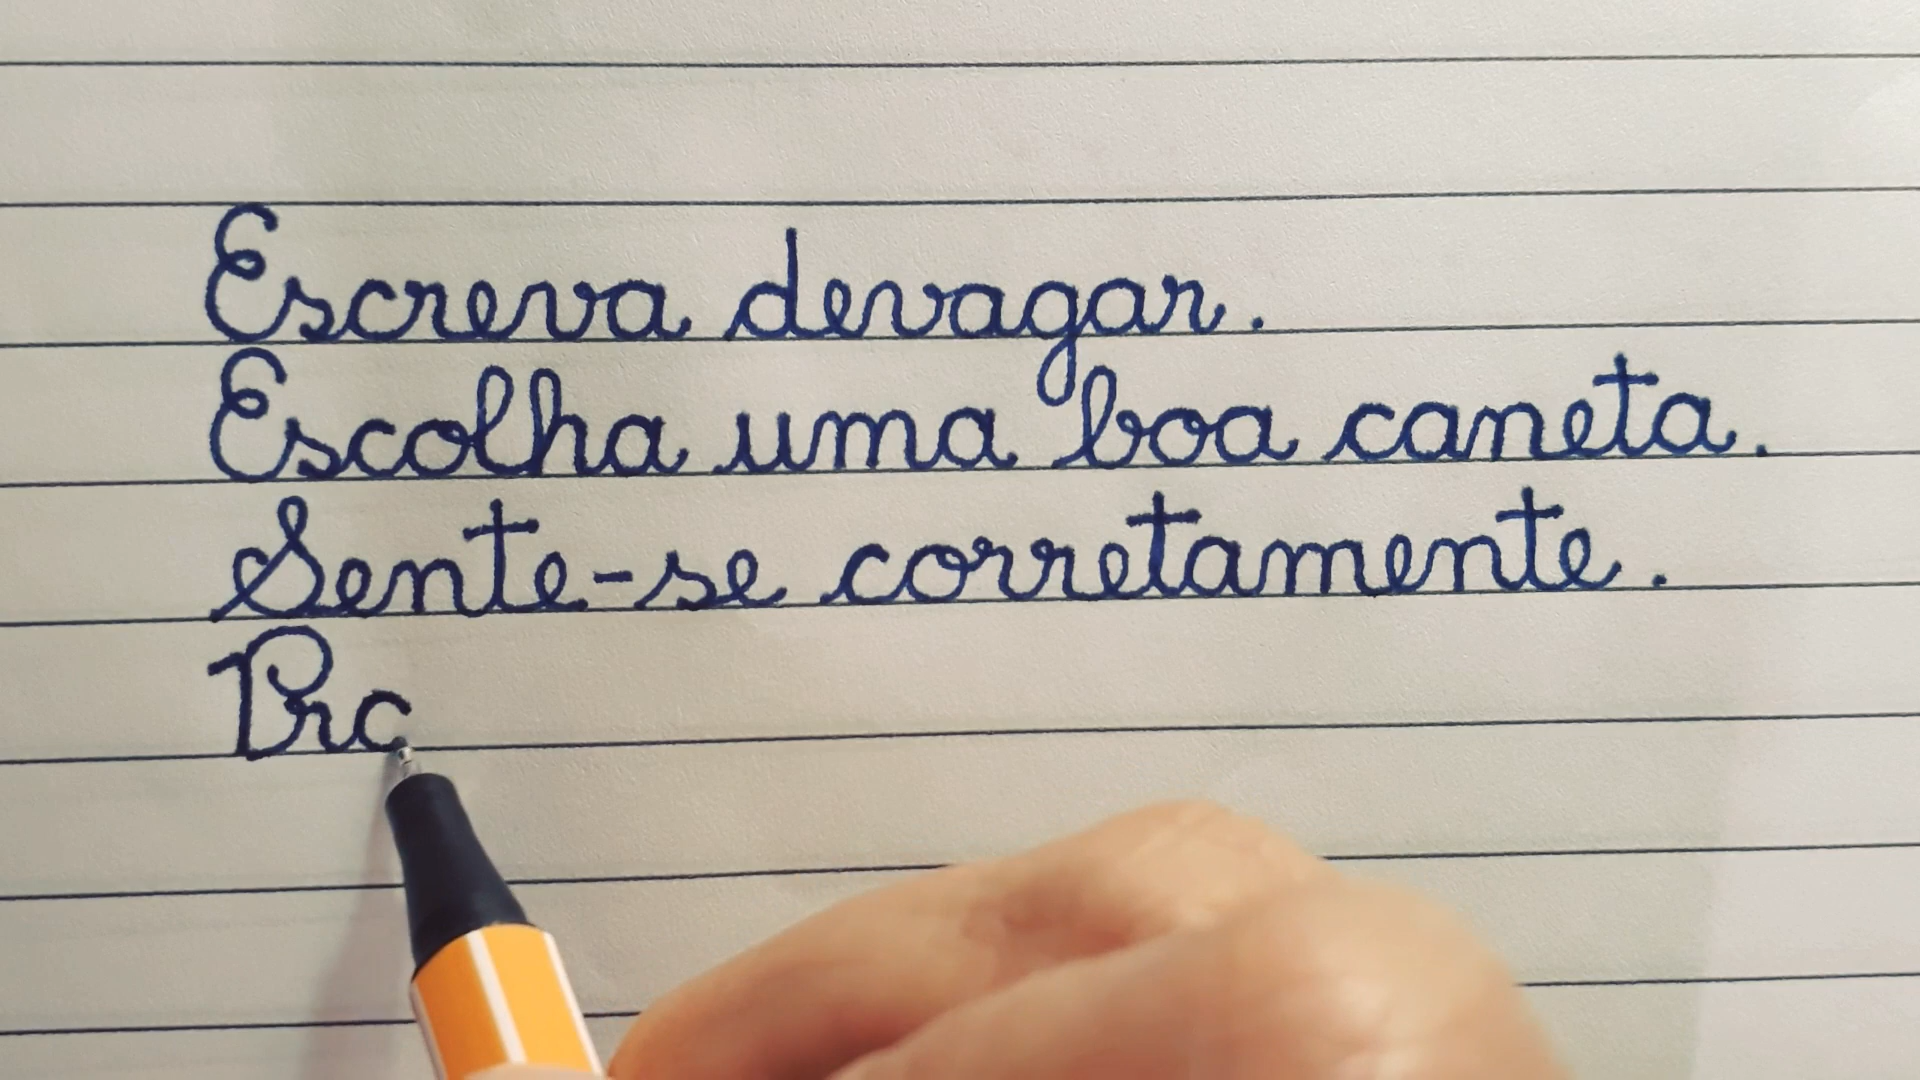 Escreva devagar.
Escolha uma boa caneta.
Sente-se corretamente.
Prc